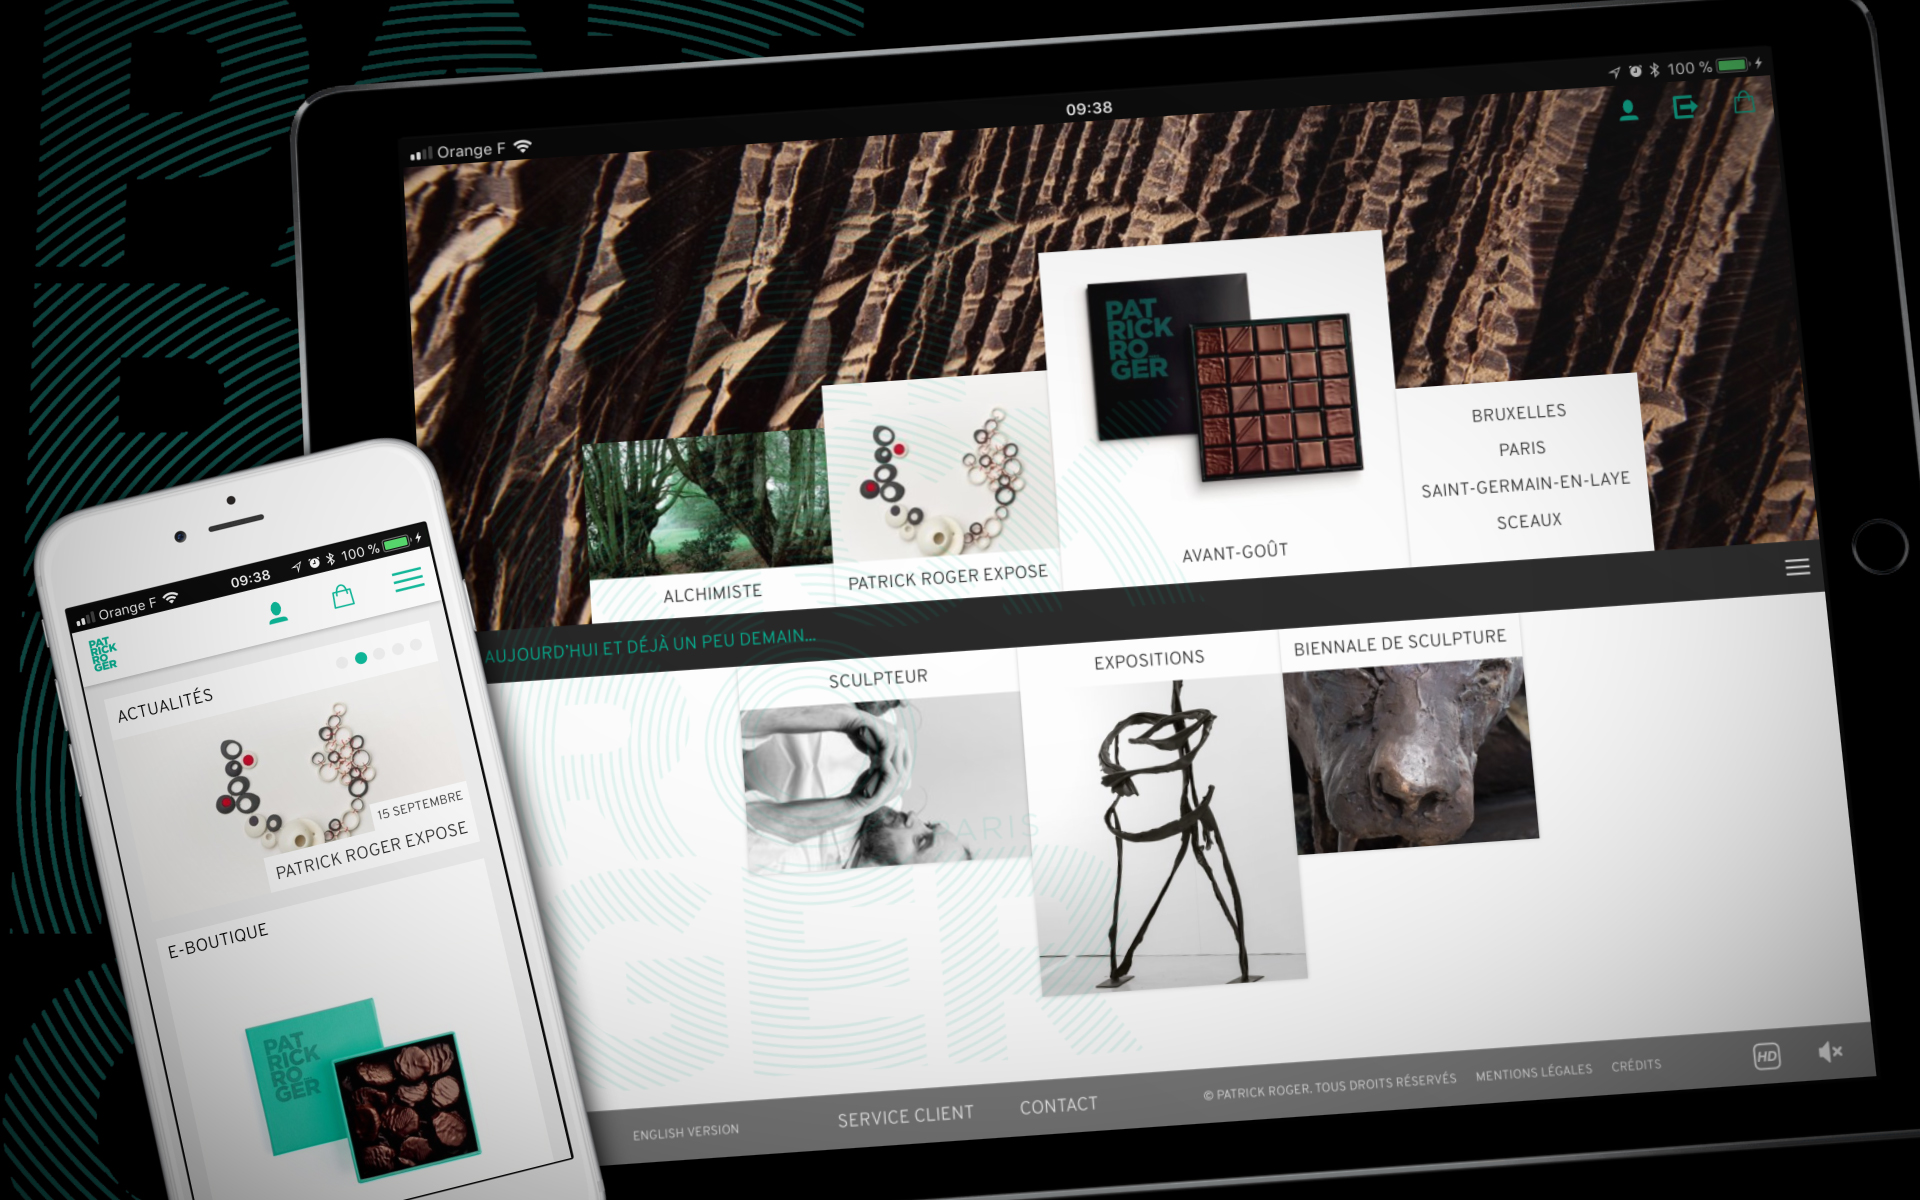 Orange F
09:38
100 %
PAT
RICK
RO
GER
BRUXELLES
PARIS
SAINT-GERMAIN-EN-LAYE
SCEAUX
AVANT-GOÛT
PATRICK ROGER EXPOSE
ALCHIMISTE
AUJOURD'HUI ET DÉJÀ UN PEU DEMAIN...
SCULPTEUR
EXPOSITIONS
BIENNALE DE SCULPTURE
PARIS
ENGLISH VERSION
SERVICE CLIENT
CONTACT
© PATRICK ROGER. TOUS DROITS RÉSERVÉS
MENTIONS LÉGALES
CRÉDITS
HD
Orange F
09:38
100 %
PAT
RICK
RO
GER
ACTUALITÉS
15 SEPTEMBRE
PATRICK ROGER EXPOSE
E-BOUTIQUE
PAT
RICK
RO
GER